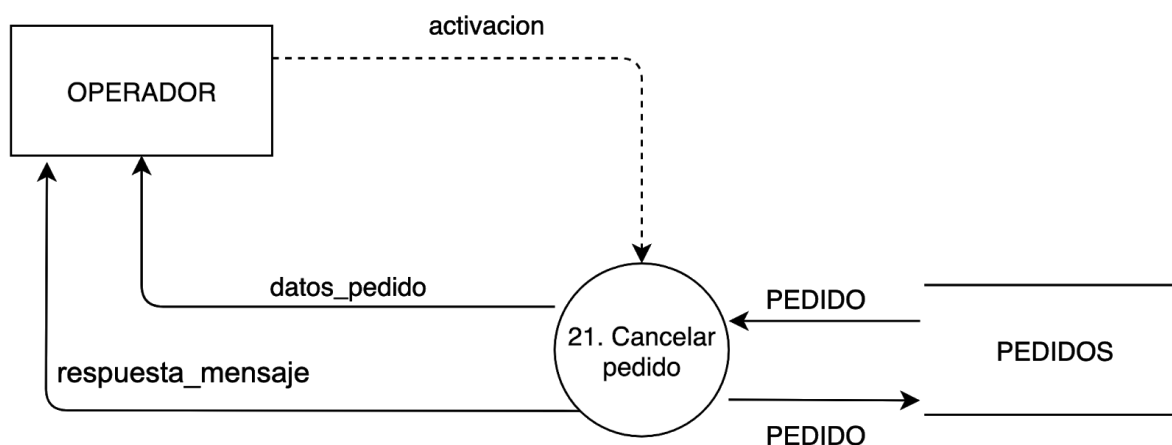 activacion
OPERADOR
datos_pedido
PEDIDO
21. Cancelar
pedido
PEDIDOS
respuesta_mensaje
PEDIDO